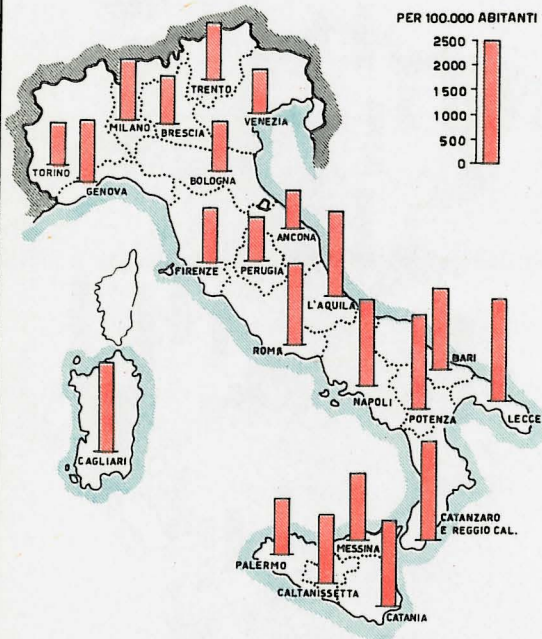 PER 100.000 ABITANTI
2500
2000
1500
1000
500
0
TRENTO
MILANO
BRESCIA
VENEZIA
TORINO
GENOVA
BOLOGNA
ANCONA
FIRENZE
PERUGIA
L'AQUILA
ROMA
BARI
NAPOLI
POTENZA
LECCE
CAGLIARI
CATANZARO
E REGGIO CAL.
MESSINA
PALERMO
CALTANISSETTA
CATANIA